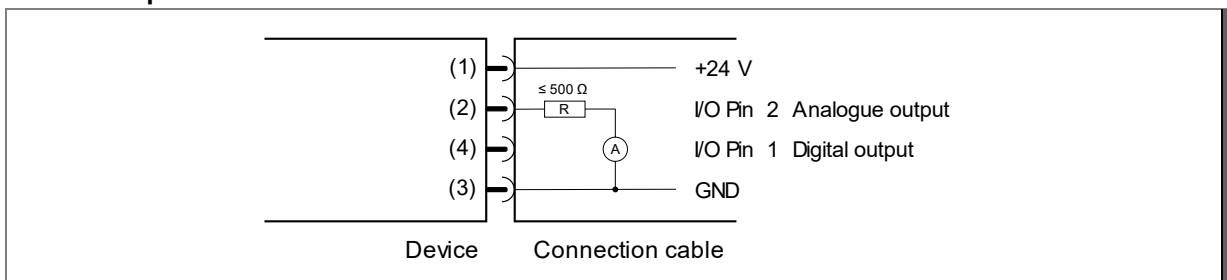 (1) +24 V
≤ 500 Ω
(2) R I/O Pin 2 Analogue output
(4) A I/O Pin 1 Digital output
(3) GND
Device Connection cable